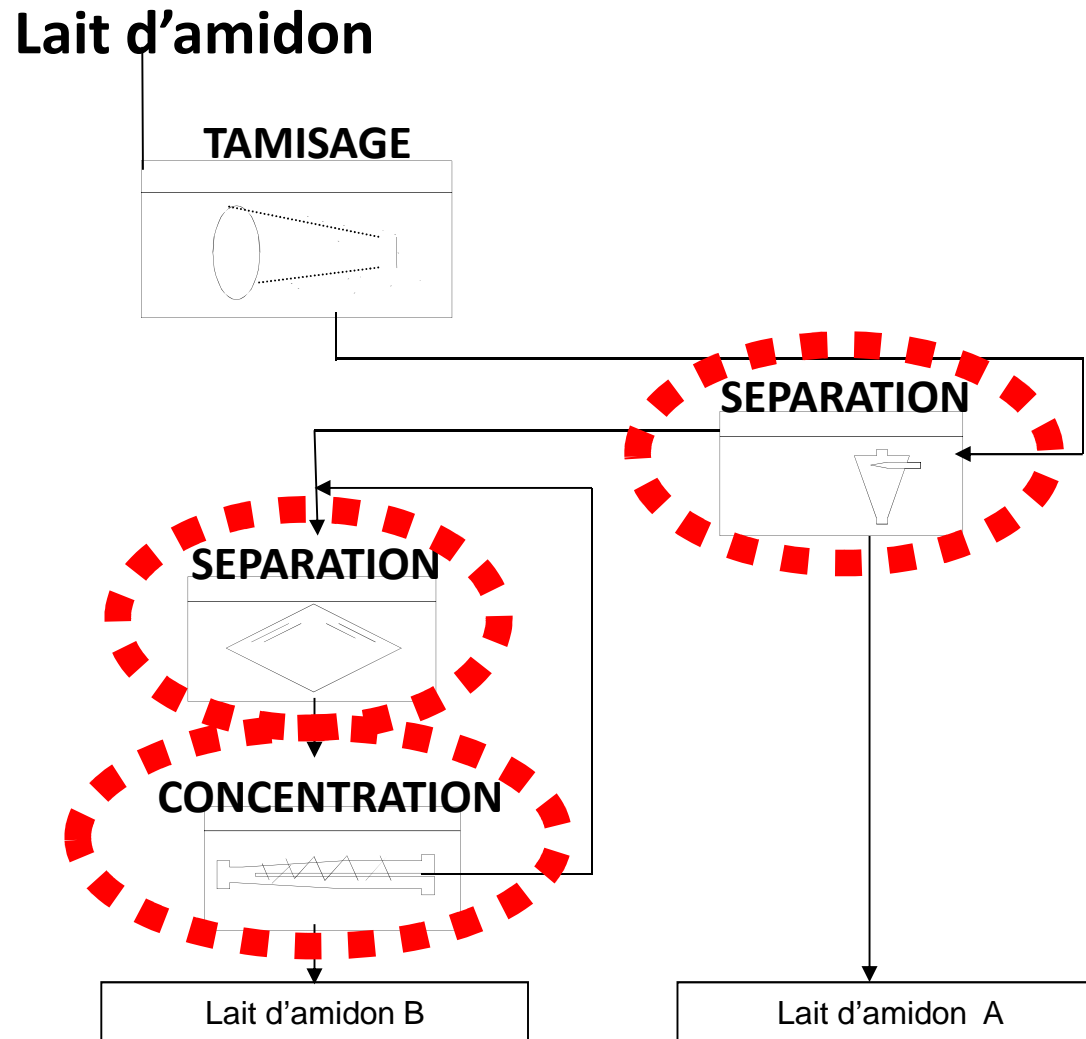 Lait d’amidon
TAMISAGE
SEPARATION
SEPARATION
CONCENTRATION
Lait d’amidon B
Lait d’amidon  A